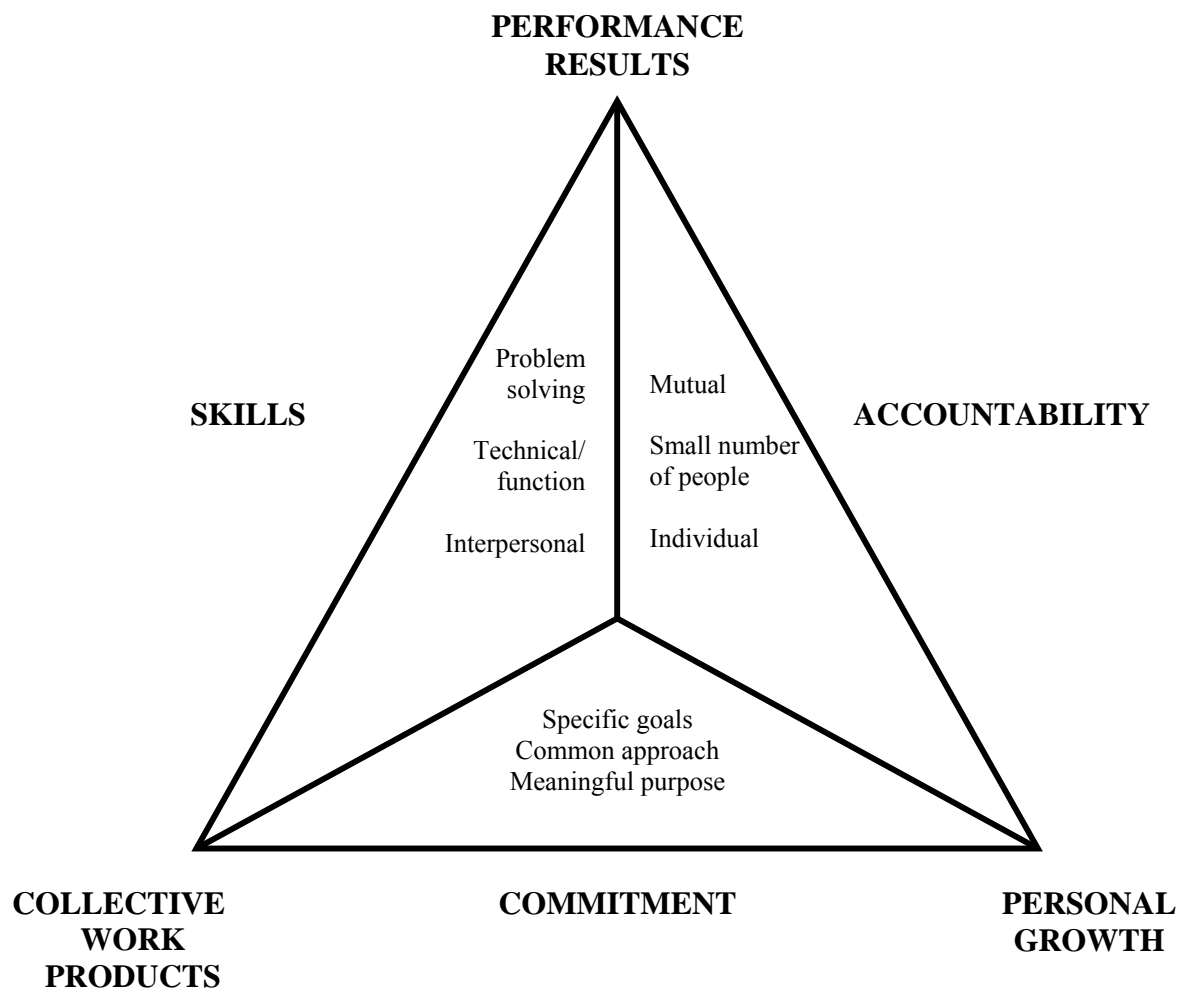 PERFORMANCE
RESULTS
Problem
solving
Mutual
SKILLS
ACCOUNTABILITY
Technical/
function
Small number
of people
Interpersonal
Individual
Specific goals
Common approach
Meaningful purpose
COLLECTIVE
WORK
PRODUCTS
COMMITMENT
PERSONAL
GROWTH